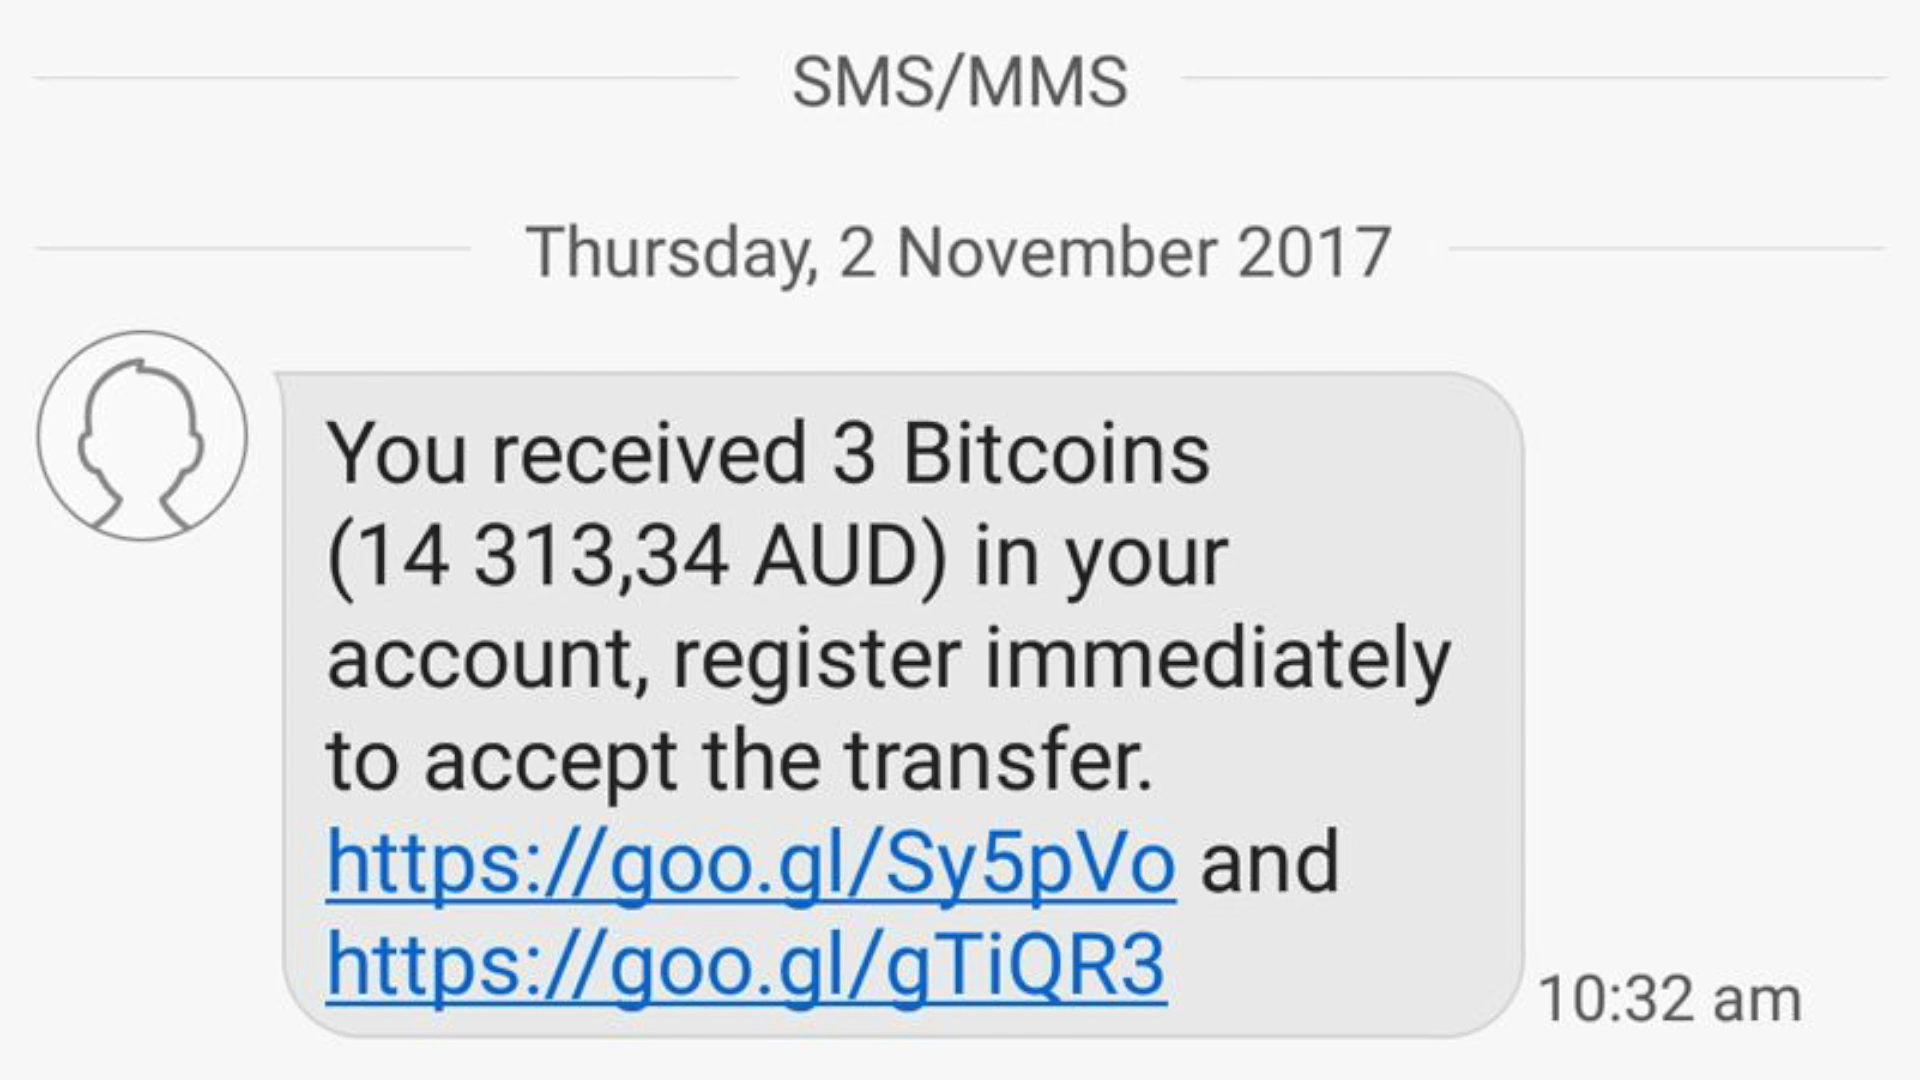 SMS/MMS
Thursday, 2 November 2017
You received 3 Bitcoins
(14 313,34 AUD) in your
account, register immediately
to accept the transfer.
https://goo.gl/Sy5pVo and
https://goo.gl/gTiQR3
10:32 am